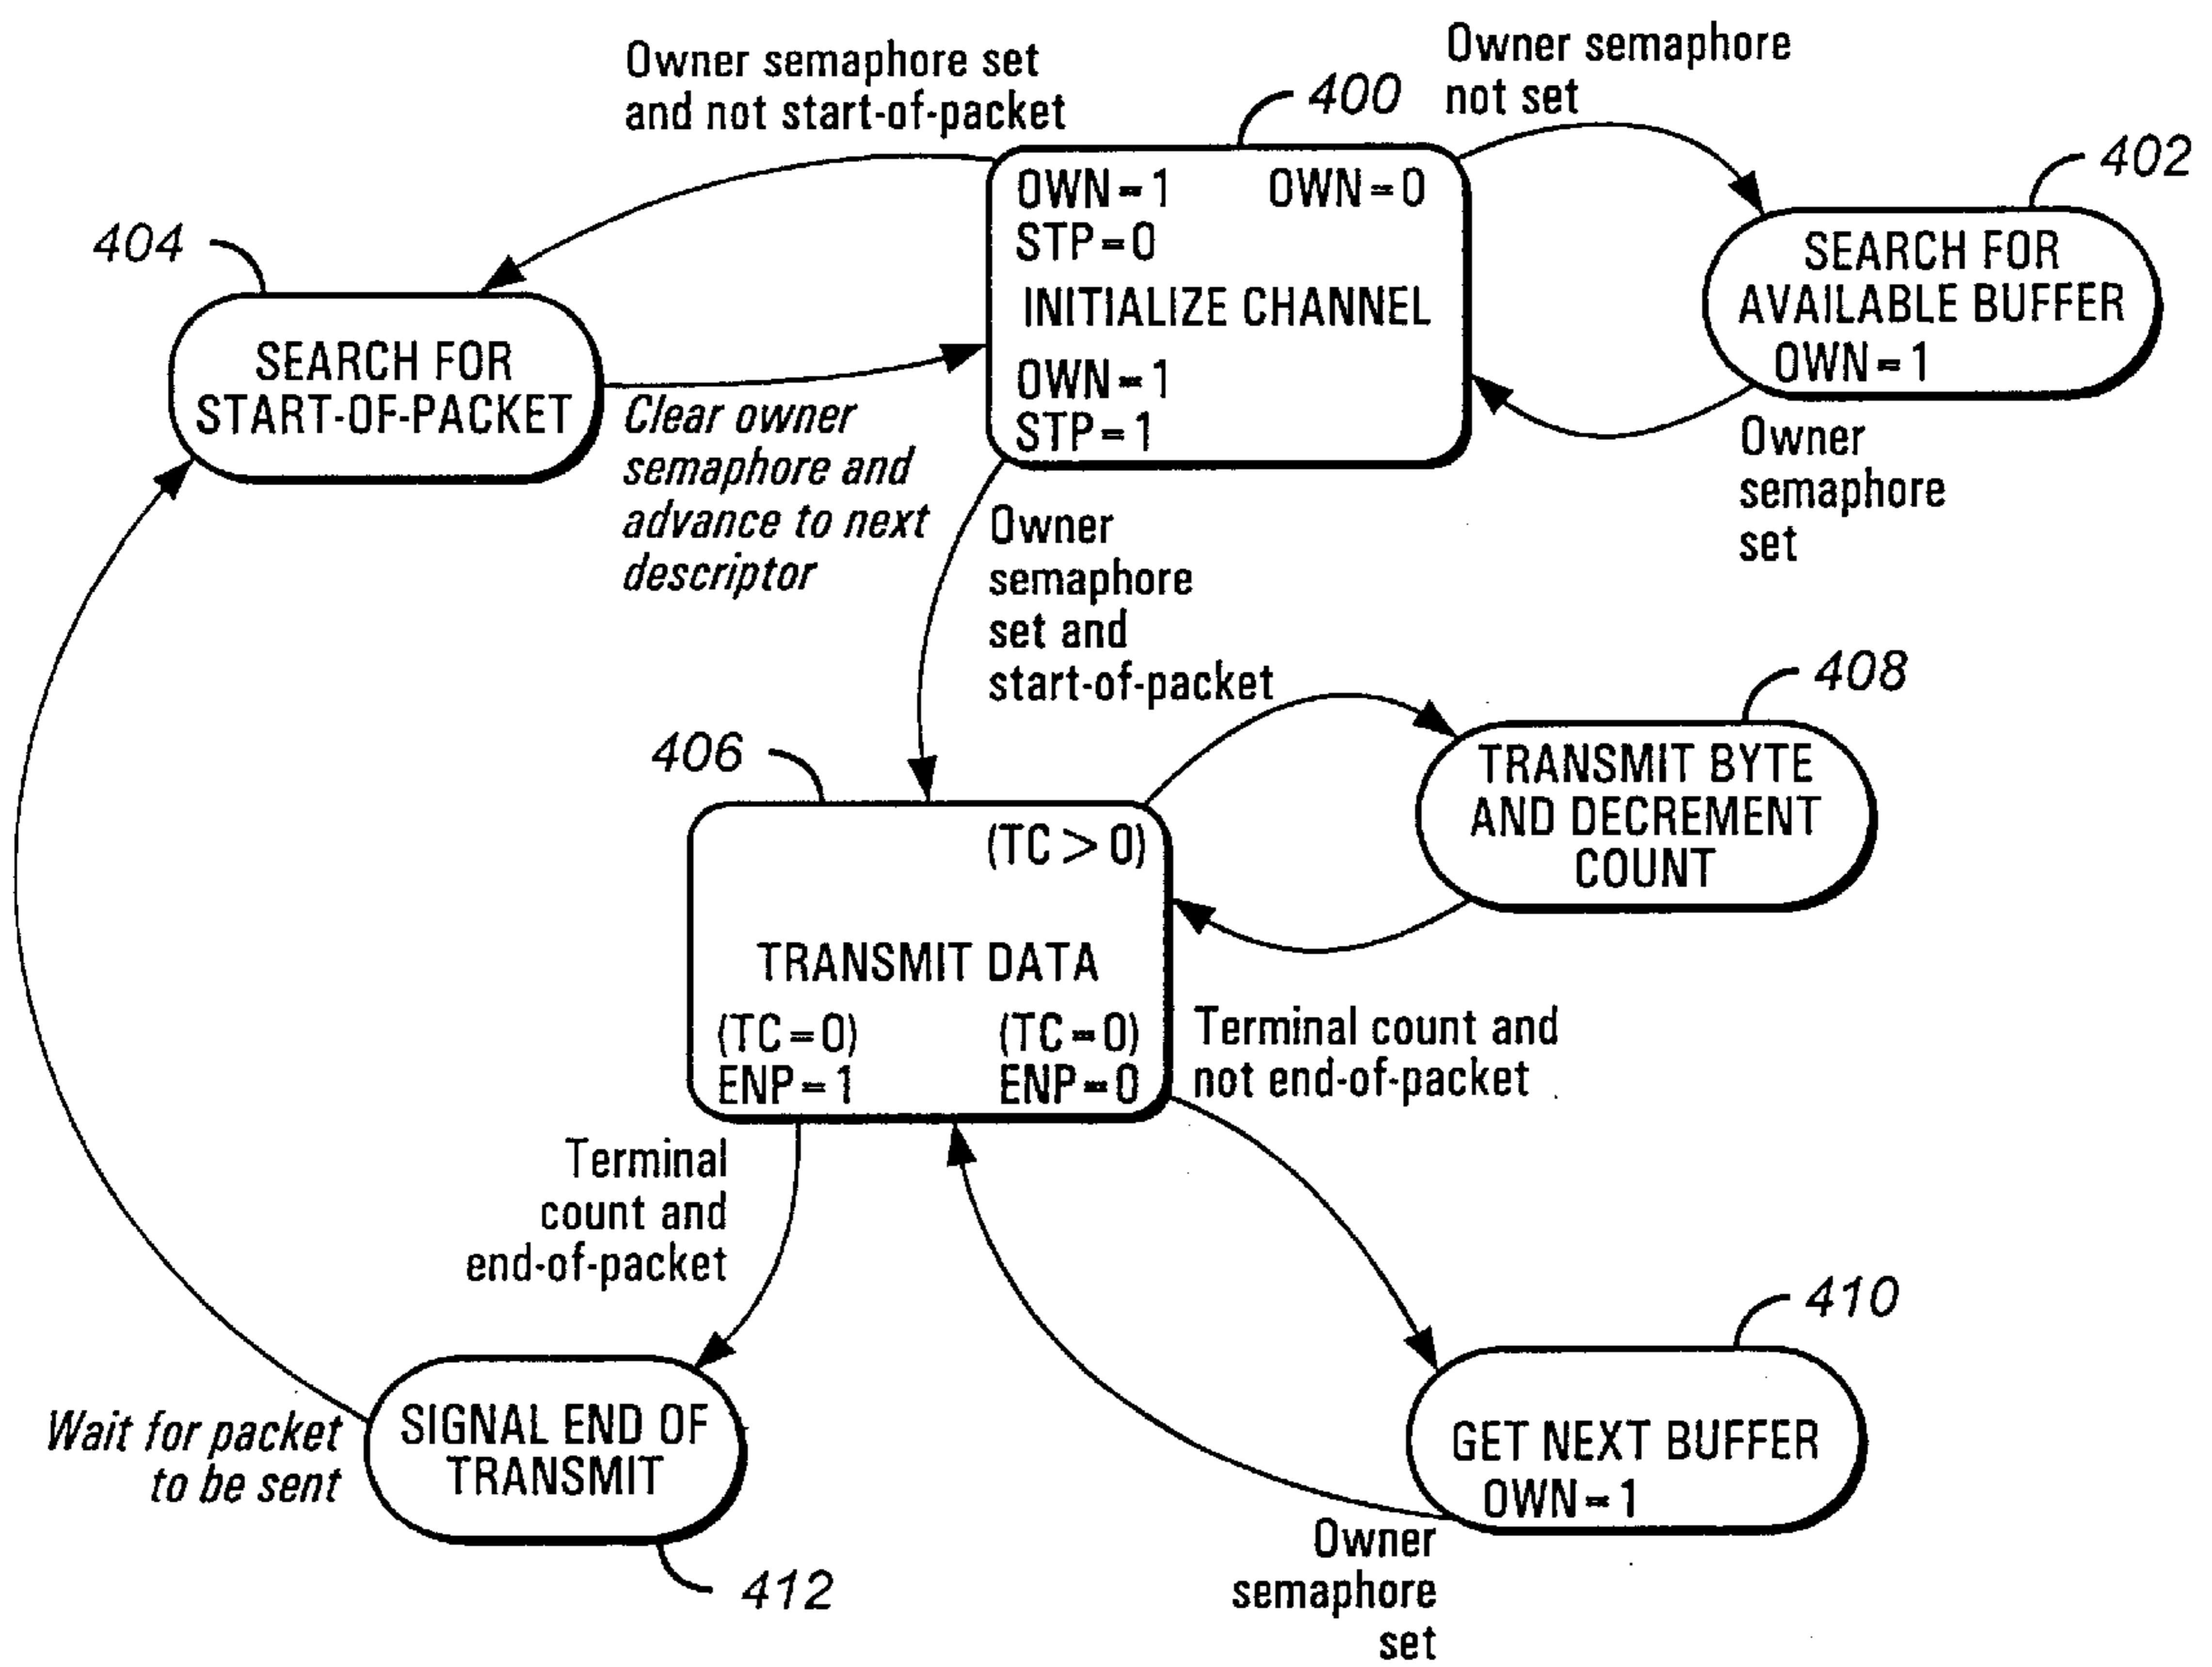 Owner semaphore set
and not start-of-packet
400
Owner semaphore
not set
402
OWN=1 OWN=0
STP=0
INITIALIZE CHANNEL
OWN=1
STP=1
SEARCH FOR
AVAILABLE BUFFER
OWN=1
404
SEARCH FOR
START-OF-PACKET
Clear owner
semaphore and
advance to next
descriptor
Owner
semaphore
set
Owner
semaphore
set and
start-of-packet
406
408
(TC > 0)
TRANSMIT DATA
(TC=0) (TC=0)
ENP=1 ENP=0
TRANSMIT BYTE
AND DECREMENT
COUNT
Terminal count and
not end-of-packet
Terminal
count and
end-of-packet
410
GET NEXT BUFFER
OWN=1
Wait for packet
to be sent
SIGNAL END OF
TRANSMIT
412
Owner
semaphore
set